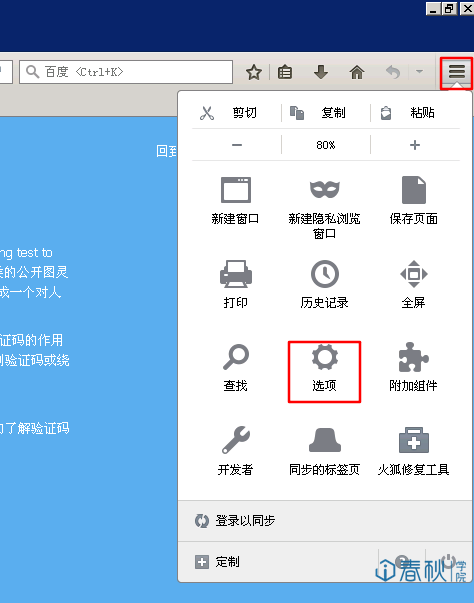 百度 <Ctrl+K>
剪切 复制 粘贴
− 80% +
回到
新建窗口 新建隐私浏览窗口 保存页面
ng test to
类的公开图灵
成一个对人
打印 历史记录 全屏
证码的作用
别验证码或绕
查找 选项 附加组件
为了解验证码
开发者 同步的标签页 火狐修复工具
登录以同步
定制
i春秋学院